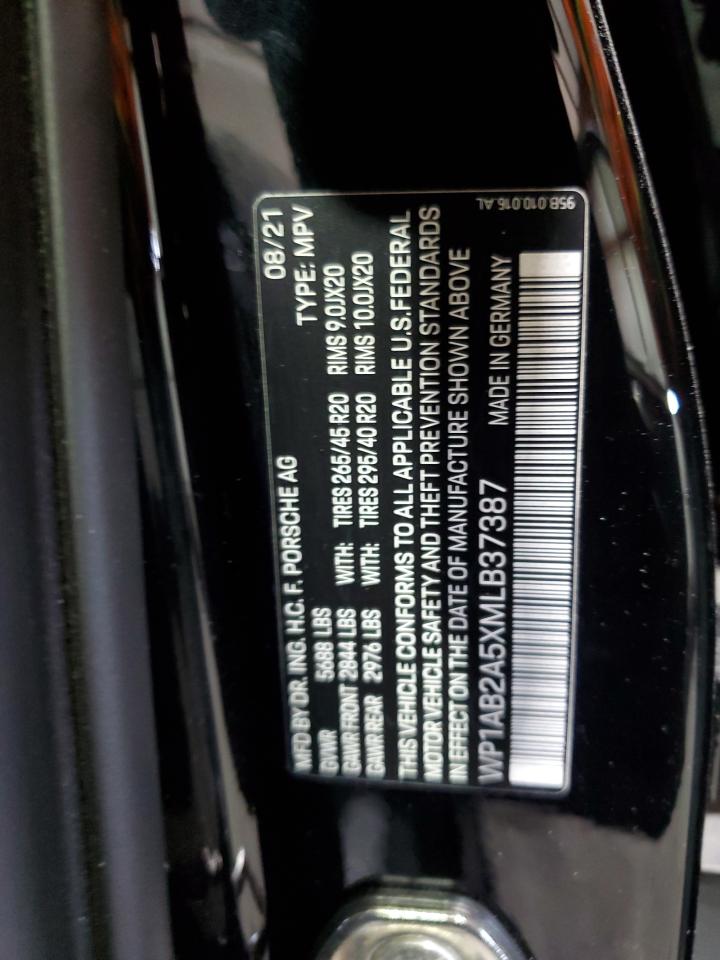 MFD BY DR. ING. H.C. F. PORSCHE AG 08/21
GVWR 5688 LBS TYPE: MPV
GAWR FRONT 2844 LBS WITH: TIRES 265/45 R20 RIMS 9.0JX20
GAWR REAR 2976 LBS WITH: TIRES 295/40 R20 RIMS 10.0JX20
THIS VEHICLE CONFORMS TO ALL APPLICABLE U.S. FEDERAL
MOTOR VEHICLE SAFETY AND THEFT PREVENTION STANDARDS
IN EFFECT ON THE DATE OF MANUFACTURE SHOWN ABOVE
WP1AB2A5XMLB37387 MADE IN GERMANY
95B.010.016.AL